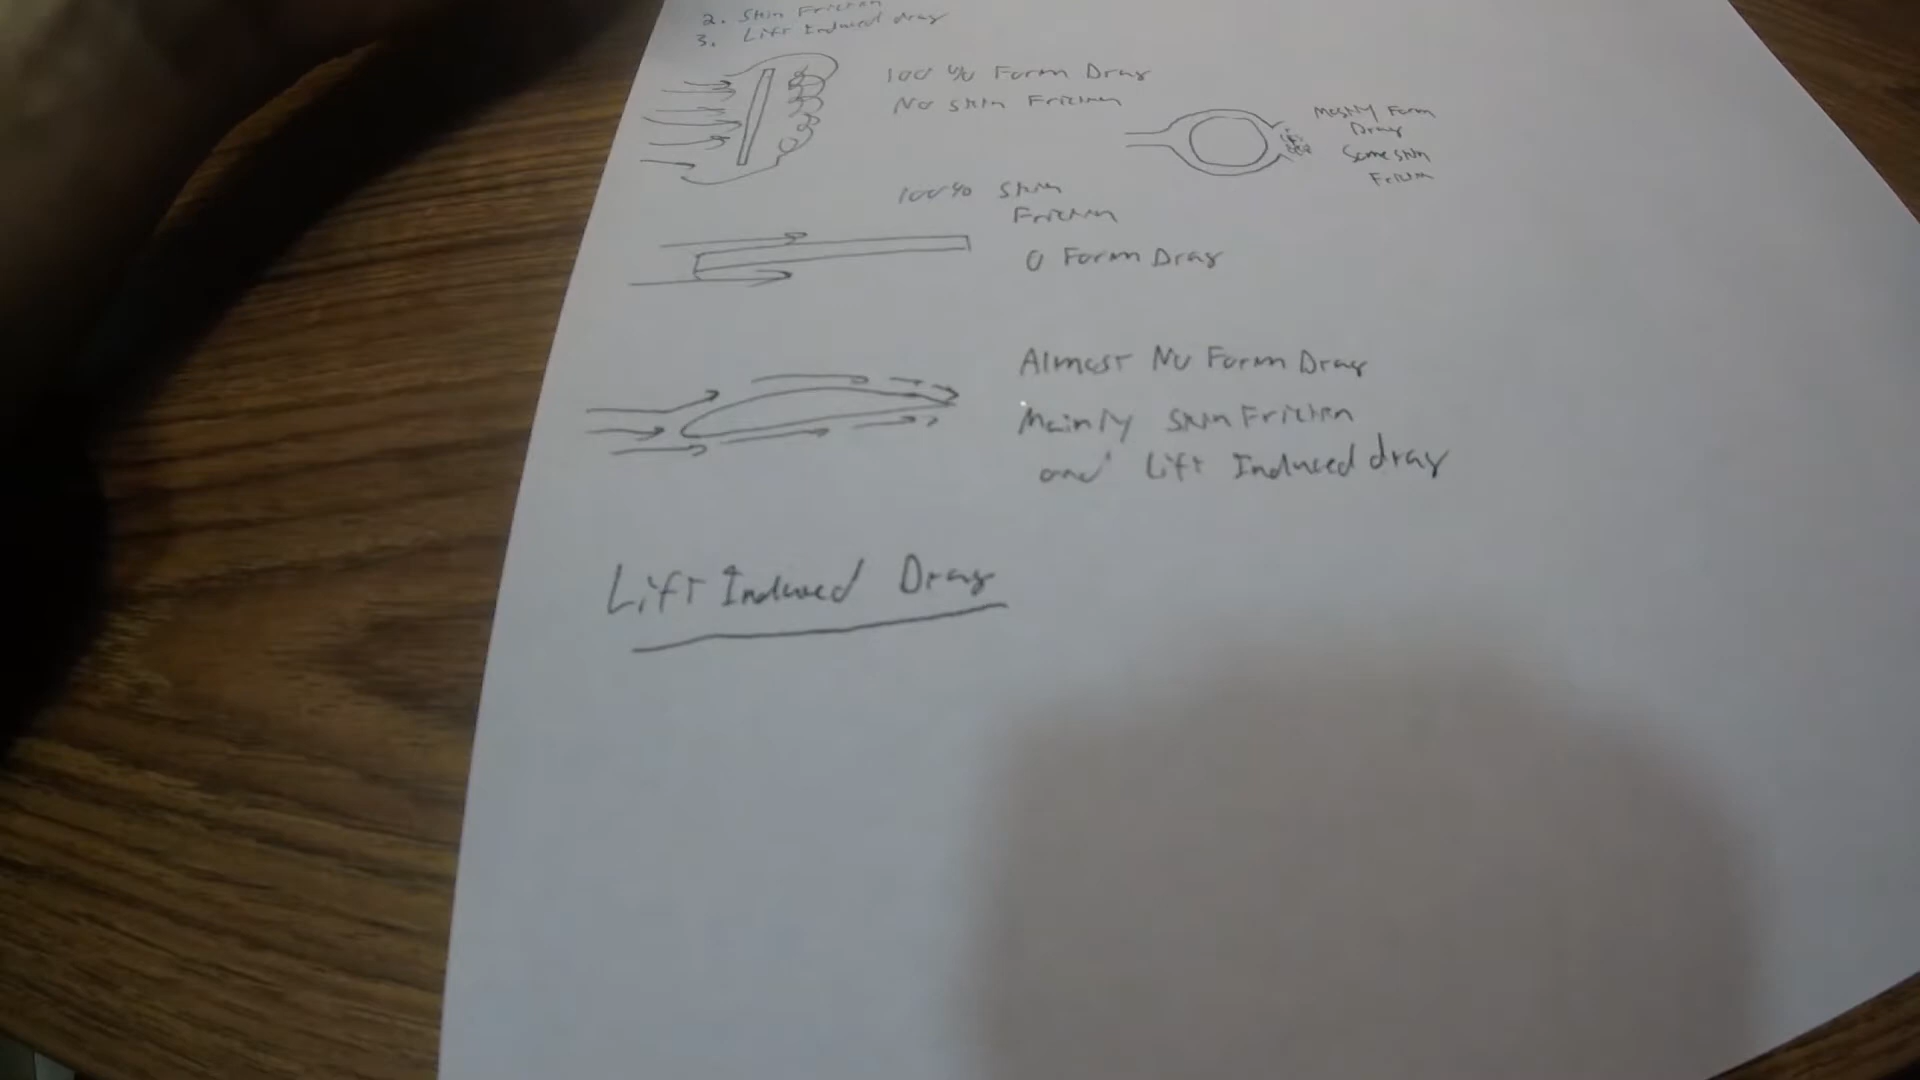 2. Skin Friction
3. Lift Induced drag
100 % Form Drag
No Skin Friction
Mostly Form
Drag
Some skin
Friction
100% Skin
Friction
0 Form Drag
Almost No Form Drag
Mainly Skin Friction
and Lift Induced drag
Lift Induced Drag